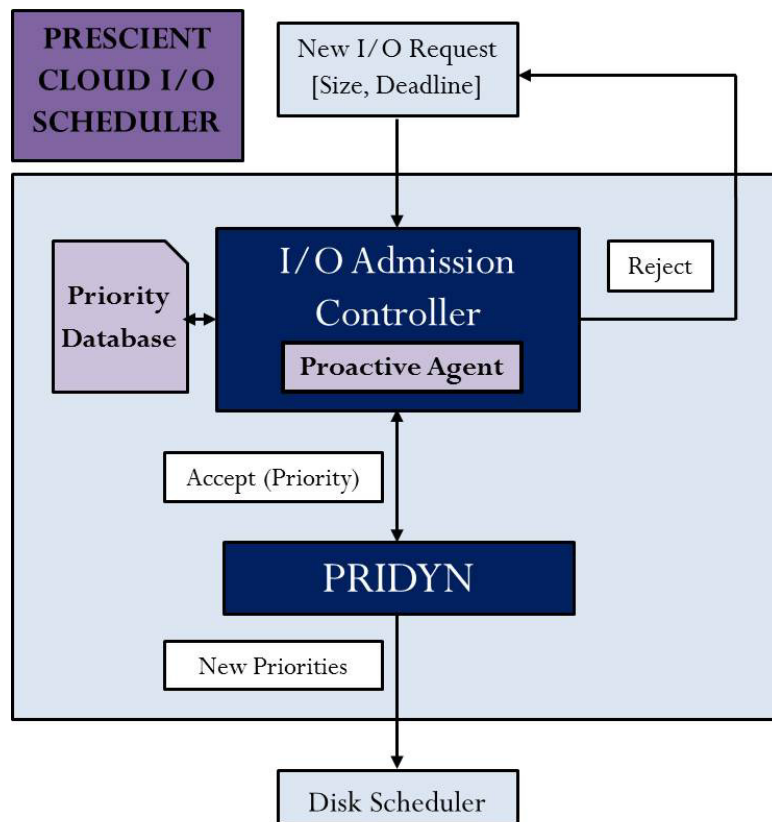 PRESCIENT
CLOUD I/O
SCHEDULER
New I/O Request
[Size, Deadline]
I/O Admission
Controller
Proactive Agent
Priority
Database
Reject
Accept (Priority)
PRIDYN
New Priorities
Disk Scheduler